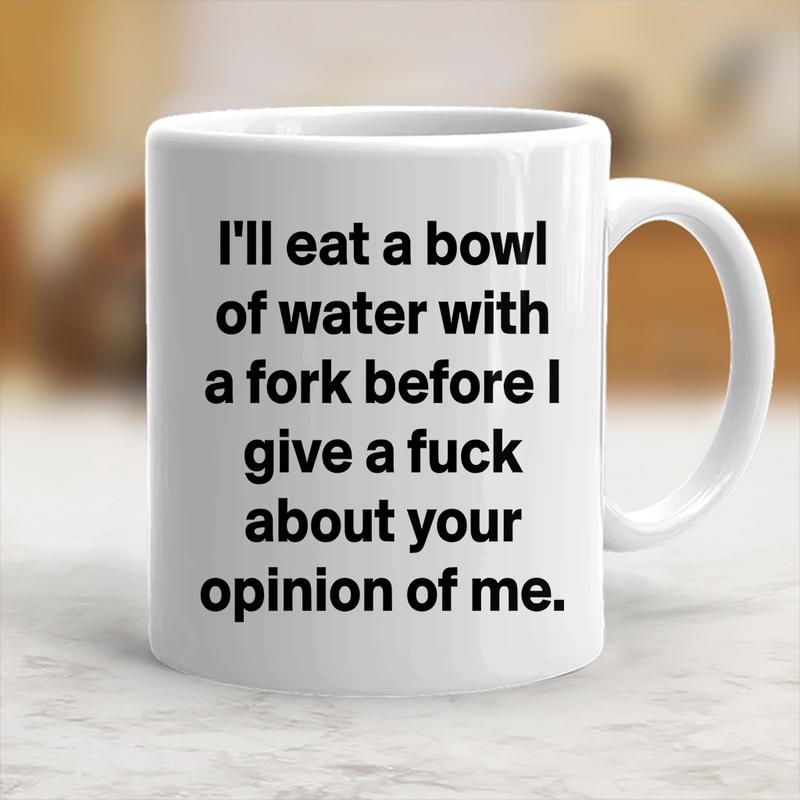 I'll eat a bowl
of water with
a fork before I
give a fuck
about your
opinion of me.